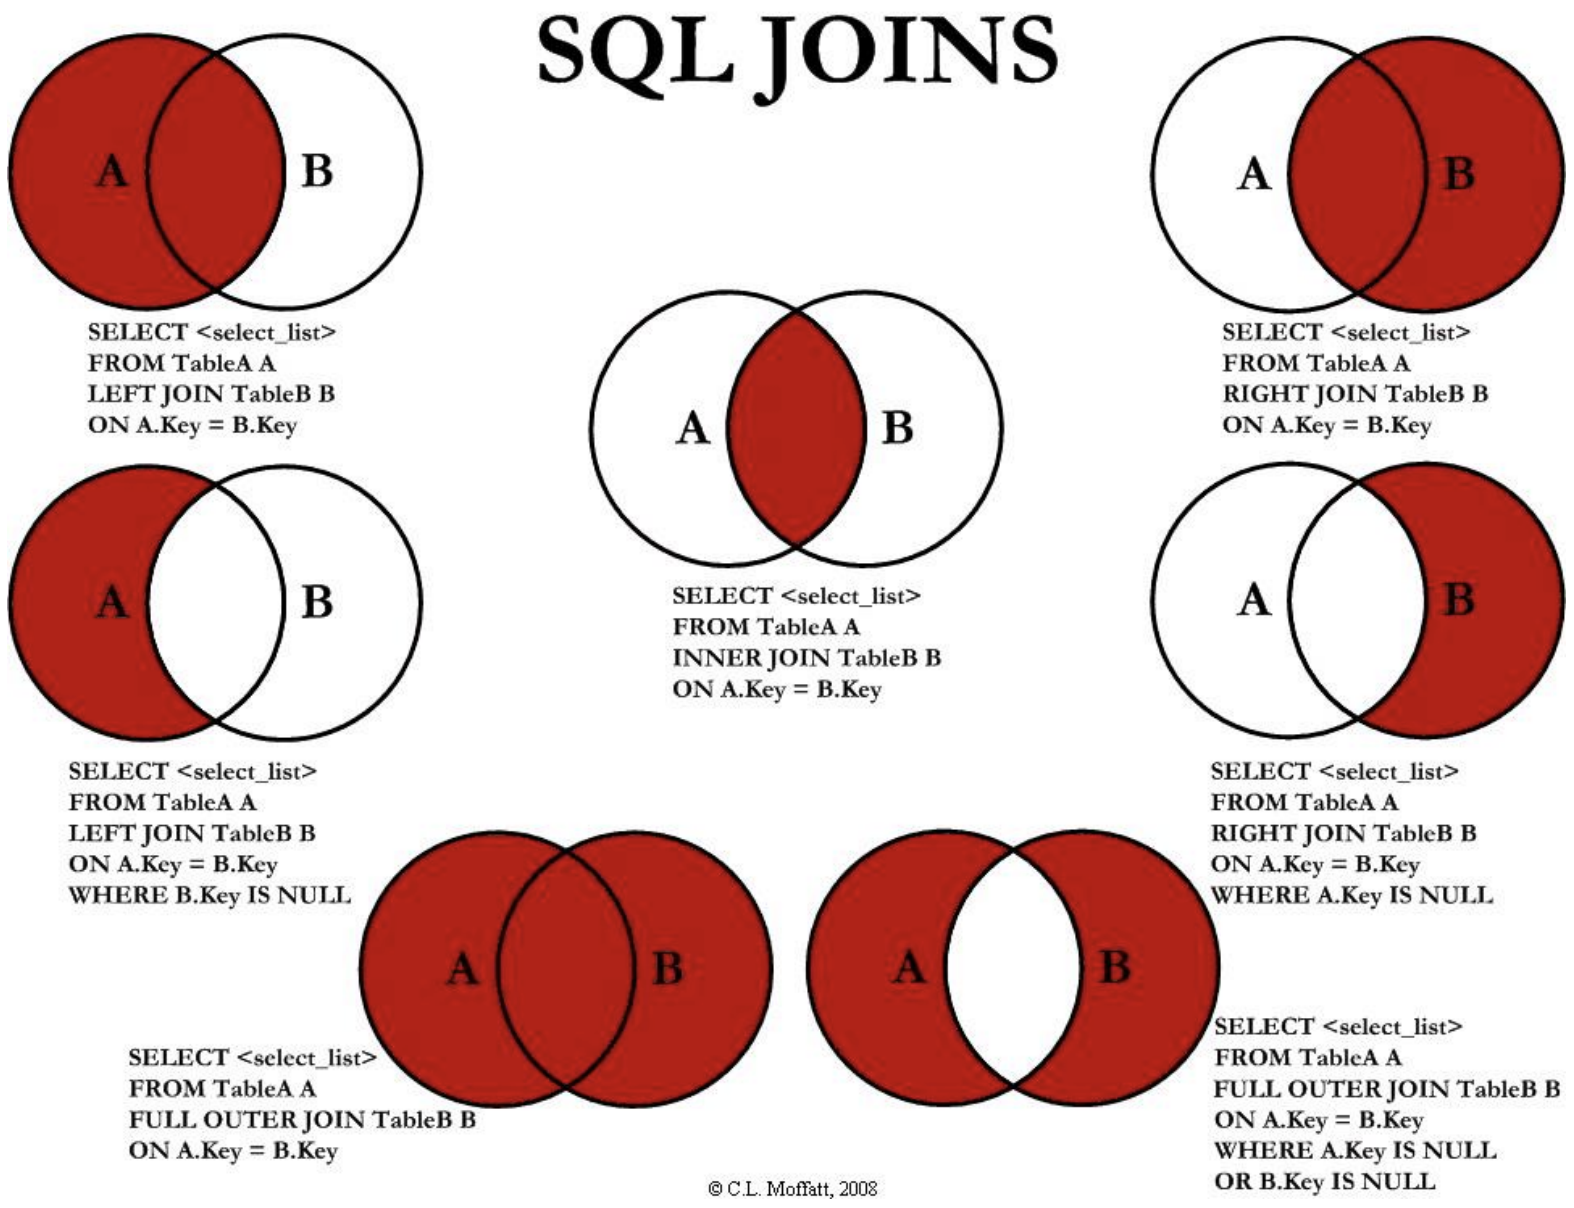 SQL JOINS
A B
SELECT <select_list>
FROM TableA A
LEFT JOIN TableB B
ON A.Key = B.Key
A B
SELECT <select_list>
FROM TableA A
RIGHT JOIN TableB B
ON A.Key = B.Key
A B
SELECT <select_list>
FROM TableA A
INNER JOIN TableB B
ON A.Key = B.Key
A B
SELECT <select_list>
FROM TableA A
LEFT JOIN TableB B
ON A.Key = B.Key
WHERE B.Key IS NULL
A B
SELECT <select_list>
FROM TableA A
RIGHT JOIN TableB B
ON A.Key = B.Key
WHERE A.Key IS NULL
A B
SELECT <select_list>
FROM TableA A
FULL OUTER JOIN TableB B
ON A.Key = B.Key
A B
SELECT <select_list>
FROM TableA A
FULL OUTER JOIN TableB B
ON A.Key = B.Key
WHERE A.Key IS NULL
OR B.Key IS NULL
© C.L. Moffatt, 2008